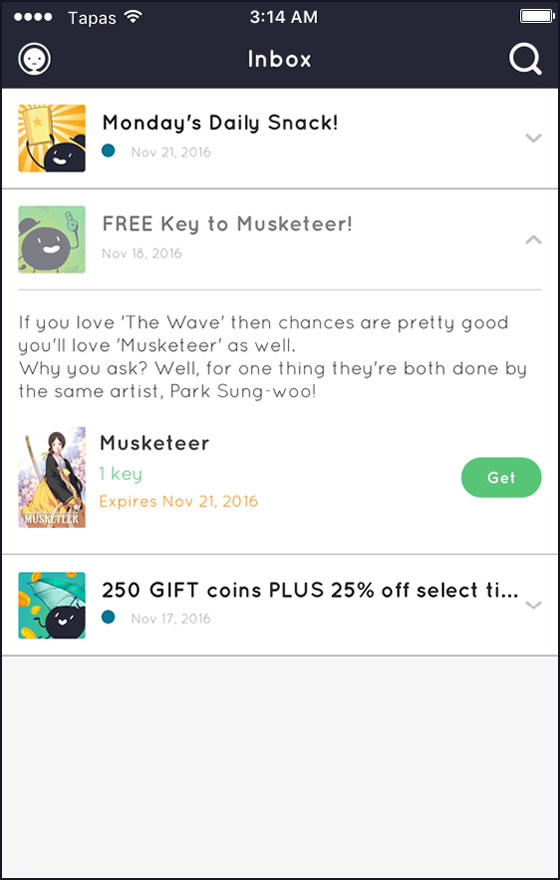 Tapas
3:14 AM
Inbox
Monday's Daily Snack!
Nov 21, 2016
FREE Key to Musketeer!
Nov 18, 2016
If you love 'The Wave' then chances are pretty good
you'll love 'Musketeer' as well.
Why you ask? Well, for one thing they're both done by
the same artist, Park Sung-woo!
MUSKETEER
Musketeer
1 key
Expires Nov 21, 2016
Get
250 GIFT coins PLUS 25% off select ti...
Nov 17, 2016